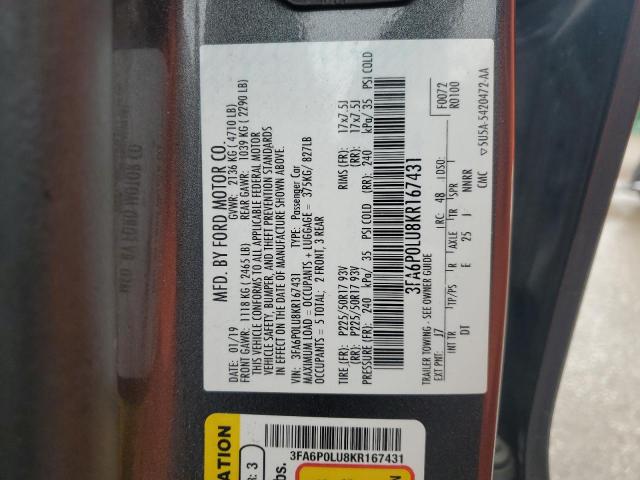 MFD. BY FORD MOTOR CO.
DATE: 01/19 GVWR: 2136 KG ( 4710 LB)
FRONT GAWR: 1118 KG ( 2465 LB) REAR GAWR: 1039 KG ( 2290 LB)
THIS VEHICLE CONFORMS TO ALL APPLICABLE FEDERAL MOTOR
VEHICLE SAFETY, BUMPER, AND THEFT PREVENTION STANDARDS
IN EFFECT ON THE DATE OF MANUFACTURE SHOWN ABOVE.
VIN: 3FA6P0LU8KR167431 TYPE: Passenger Car
MAXIMUM LOAD = OCCUPANTS + LUGGAGE = 375KG/ 827LB
OCCUPANTS = 5 TOTAL; 2 FRONT, 3 REAR
TIRE (FR): P225/50R17 93V RIMS (FR): 17x7.5J
(RR): P225/50R17 93V (RR): 17x7.5J
PRESSURE (FR): 240 kPa/ 35 PSI COLD (RR): 240 kPa/ 35 PSI COLD
3FA6P0LU8KR167431
TRAILER TOWING - SEE OWNER GUIDE
F0072
R0100
EXT PNT: J7 RC: 48 DSO:
INT TR TP/PS R AXLE TR SPR
DT E 25 J NNRR
CMC
5U5A-5420472-AA
3FA6P0LU8KR167431